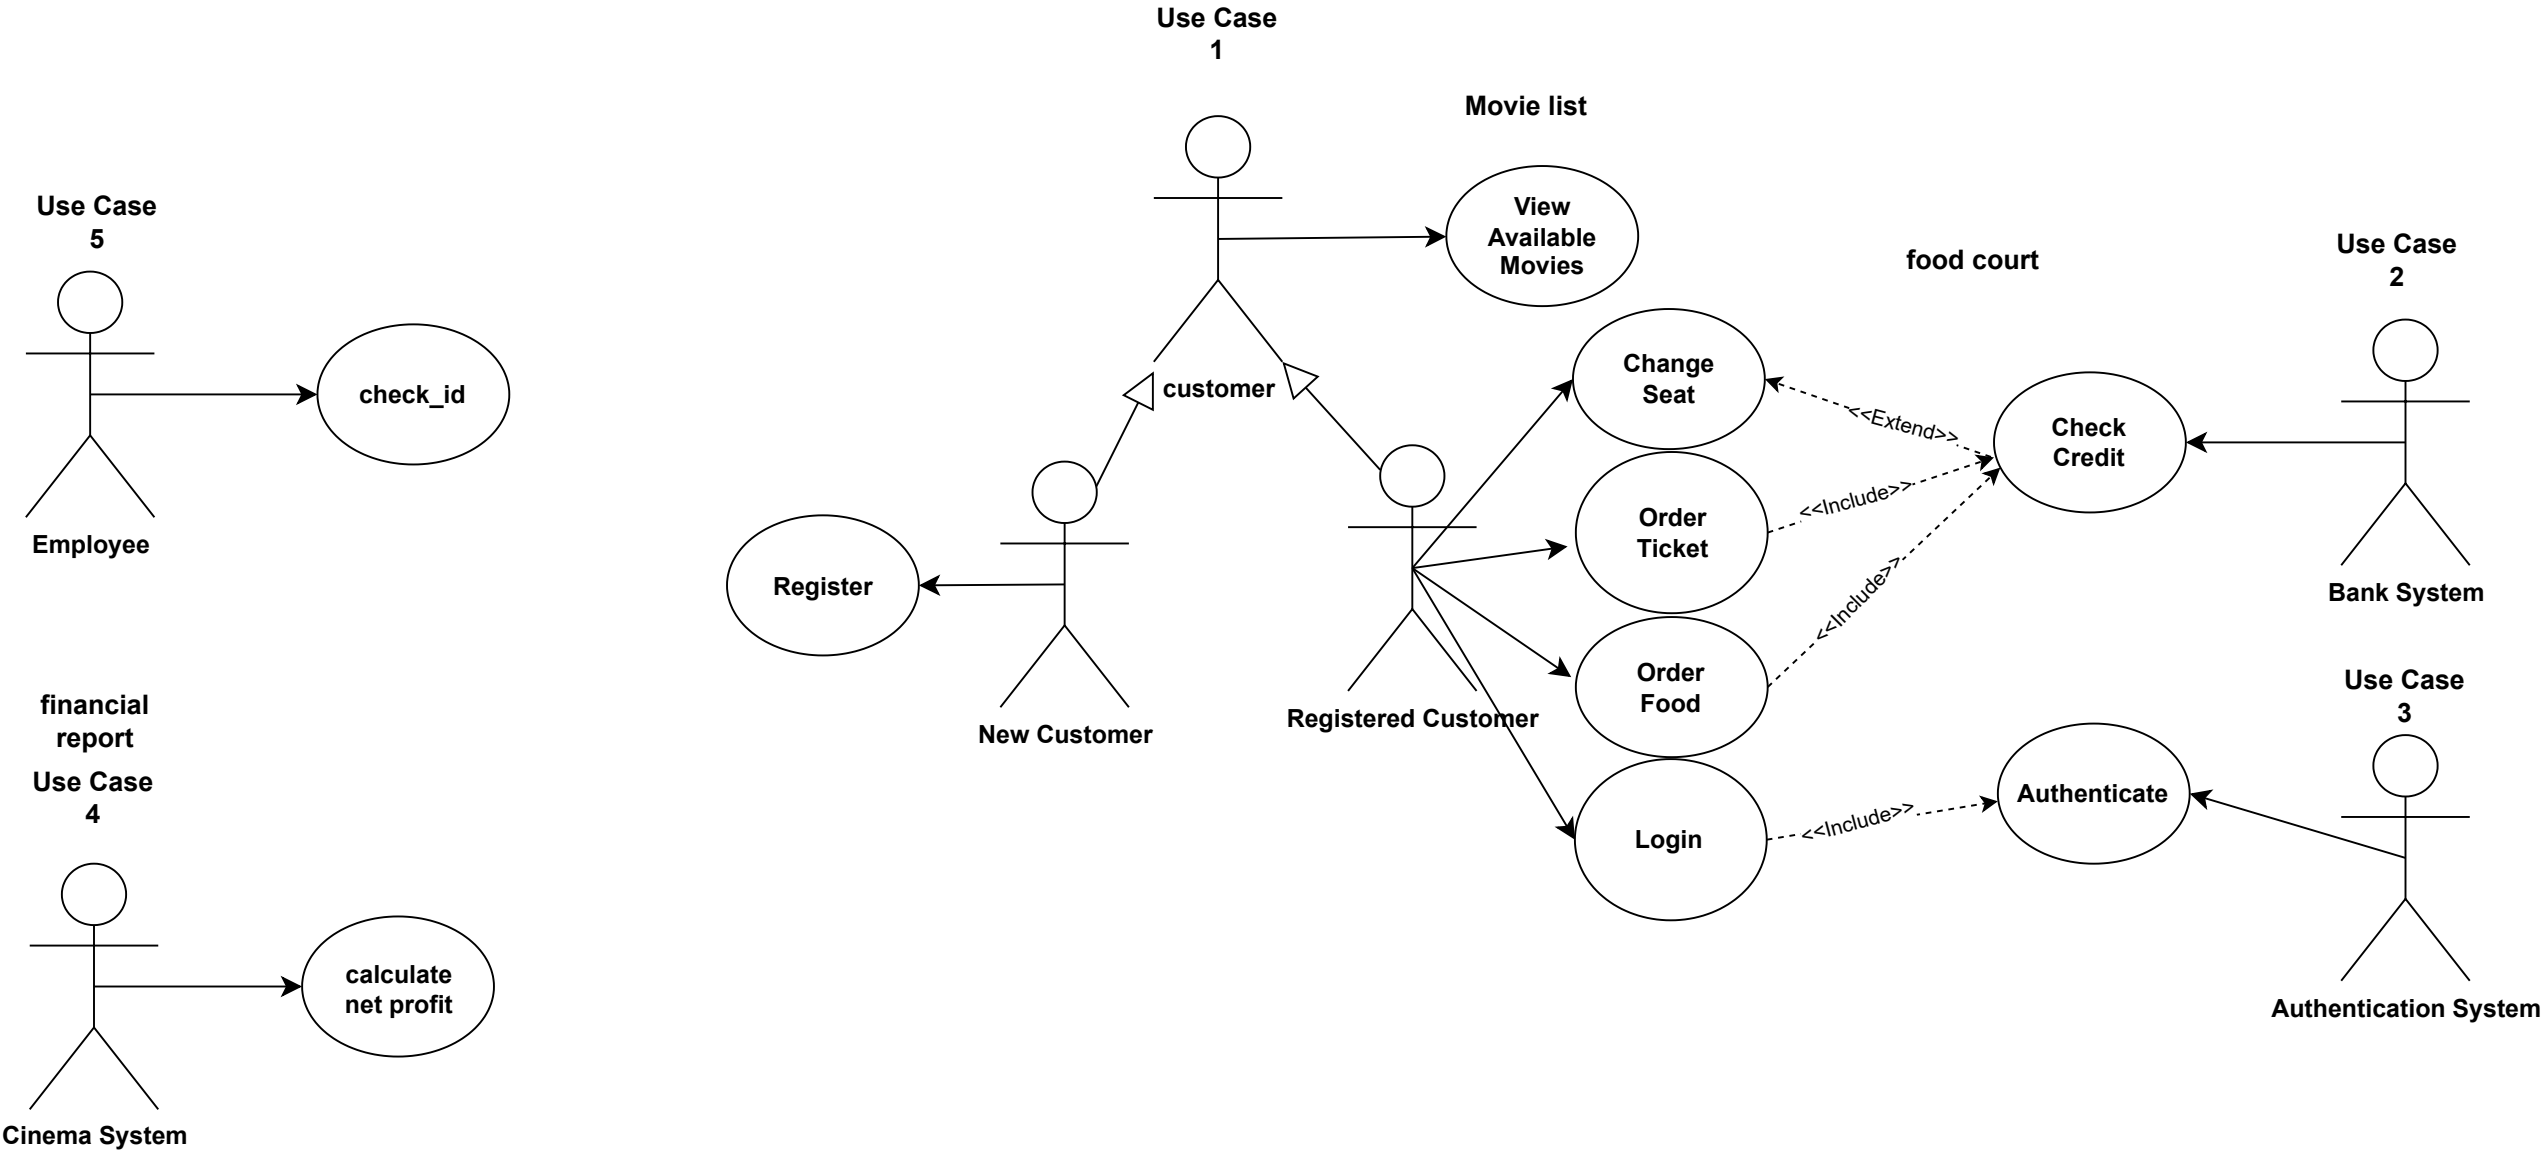 Use Case
1
Movie list
View
Available
Movies
customer
Use Case
5
check_id
Employee
food court
Use Case
2
Change
Seat
<<Extend>>
Check
Credit
Bank System
Order
Ticket
<<Include>>
Register
New Customer
Registered Customer
Order
Food
<<Include>>
Login
<<Include>>
Authenticate
Use Case
3
Authentication System
financial
report
Use Case
4
calculate
net profit
Cinema System